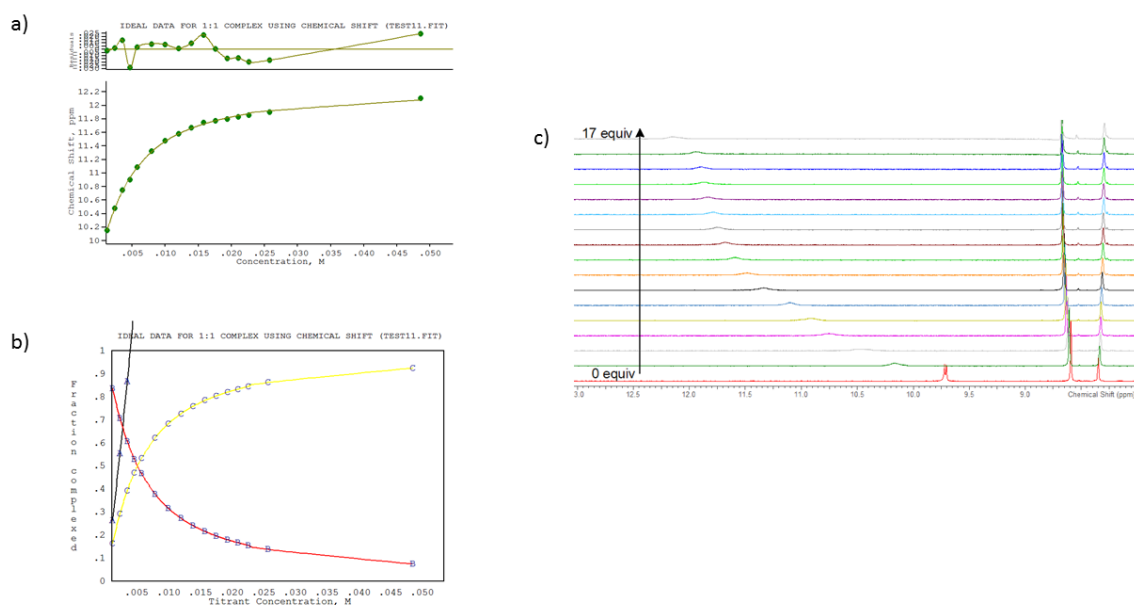 a)
IDEAL DATA FOR 1:1 COMPLEX USING CHEMICAL SHIFT (TEST11.FIT)
12.2
12
11.8
11.6
11.4
11.2
11
10.8
10.6
10.4
10.2
10
Chemical Shift, ppm
.005 .010 .015 .020 .025 .030 .035 .040 .045 .050
Concentration, M
b)
IDEAL DATA FOR 1:1 COMPLEX USING CHEMICAL SHIFT (TEST11.FIT)
1
.9
.8
.7
.6
.5
.4
.3
.2
.1
0
Fraction complexed
.005 .010 .015 .020 .025 .030 .035 .040 .045 .050
Titrant Concentration, M
c)
17 equiv
0 equiv
3.0 12.5 12.0 11.5 11.0 10.5 10.0 9.5 9.0 Chemical Shift (ppm)